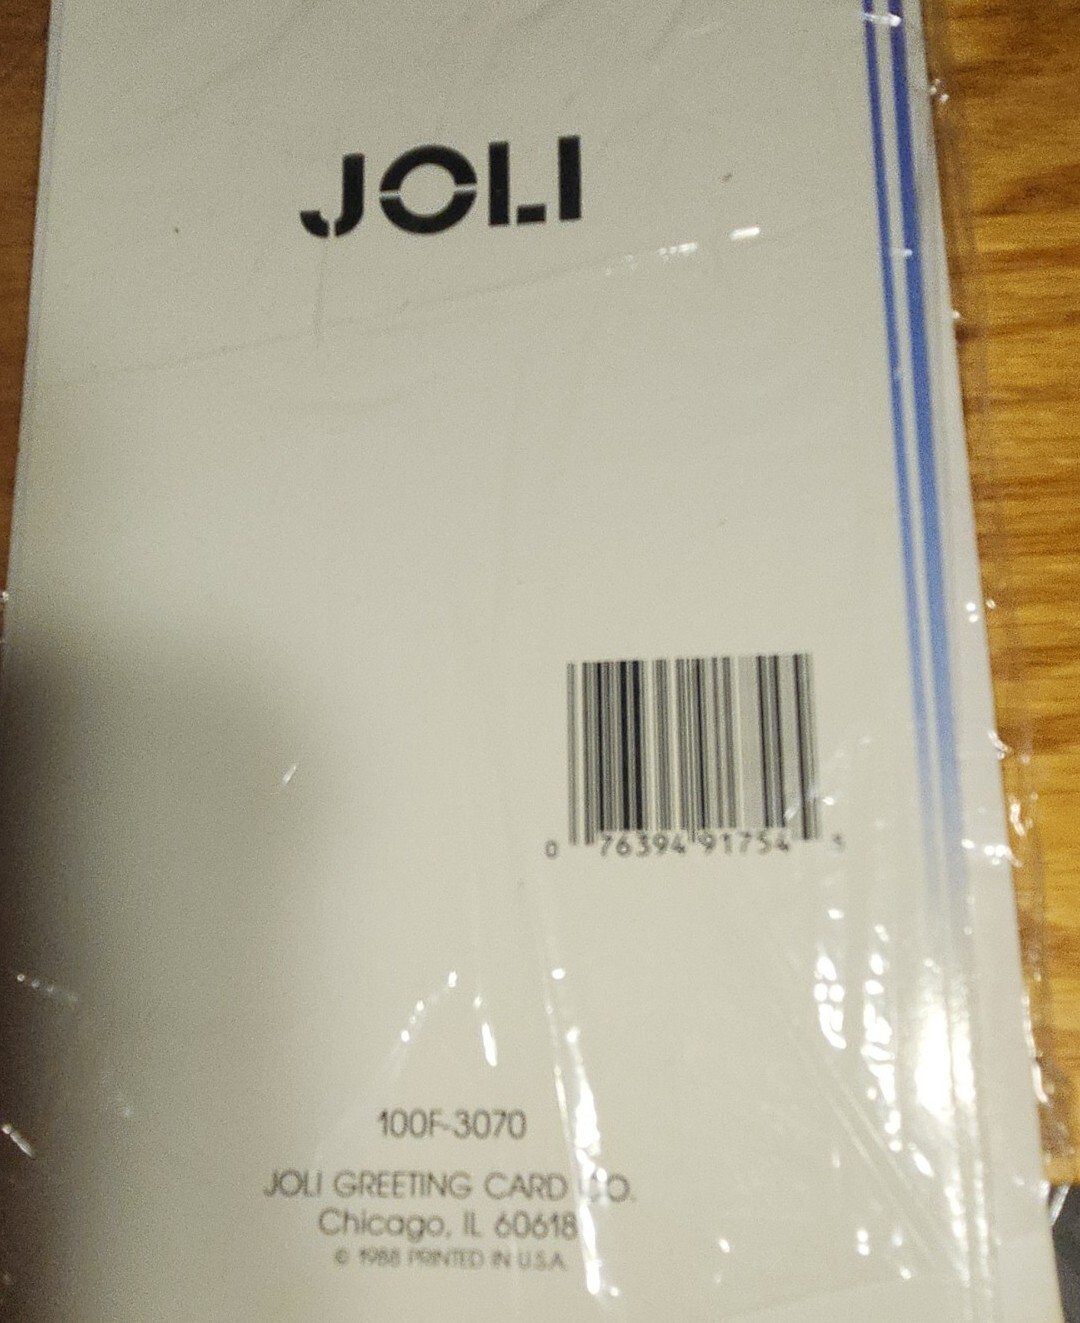 JOLI
0 76394 91754 5
100F-3070
JOLI GREETING CARD CO.
Chicago, IL 60618
© 1988 PRINTED IN U.S.A.